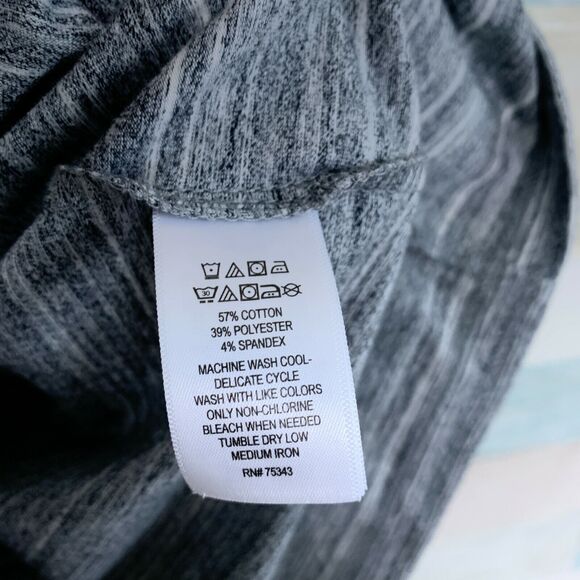 30
57% COTTON
39% POLYESTER
4% SPANDEX
MACHINE WASH COOL-
DELICATE CYCLE
WASH WITH LIKE COLORS
ONLY NON-CHLORINE
BLEACH WHEN NEEDED
TUMBLE DRY LOW
MEDIUM IRON
RN# 75343